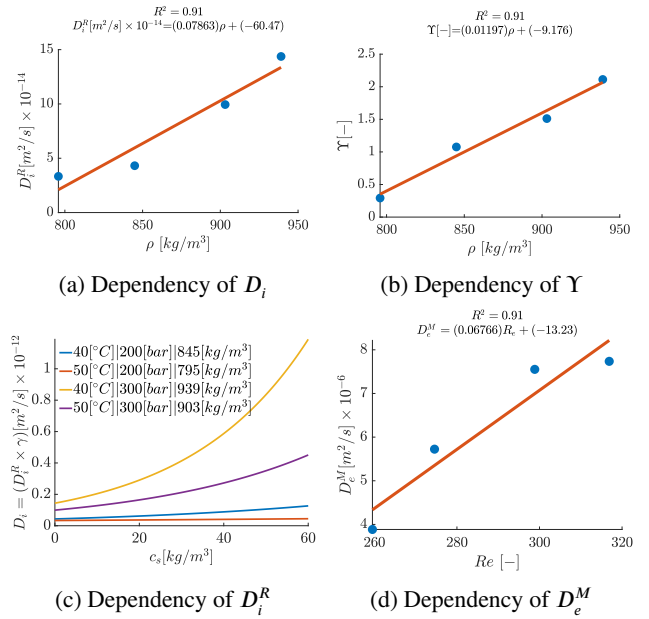 R² = 0.91
D_i^R[m²/s] × 10⁻¹⁴=(0.07863)ρ + (−60.47)
15
10
5
0
D_i^R[m²/s] × 10⁻¹⁴
800
850
900
950
ρ [kg/m³]
(a) Dependency of D_i
R² = 0.91
Υ[−]=(0.01197)ρ + (−9.176)
2.5
2
1.5
1
0.5
0
Υ[−]
800
850
900
950
ρ [kg/m³]
(b) Dependency of Υ
40[°C]|200[bar]|845[kg/m³]
50[°C]|200[bar]|795[kg/m³]
40[°C]|300[bar]|939[kg/m³]
50[°C]|300[bar]|903[kg/m³]
1
0.8
0.6
0.4
0.2
0
D_i = (D_i^R × γ)[m²/s] × 10⁻¹²
0
20
40
60
c_s[kg/m³]
(c) Dependency of D_i^R
R² = 0.91
D_e^M = (0.06766)R_e + (−13.23)
8
7
6
5
4
D_e^M[m²/s] × 10⁻⁶
260
280
300
320
Re [−]
(d) Dependency of D_e^M